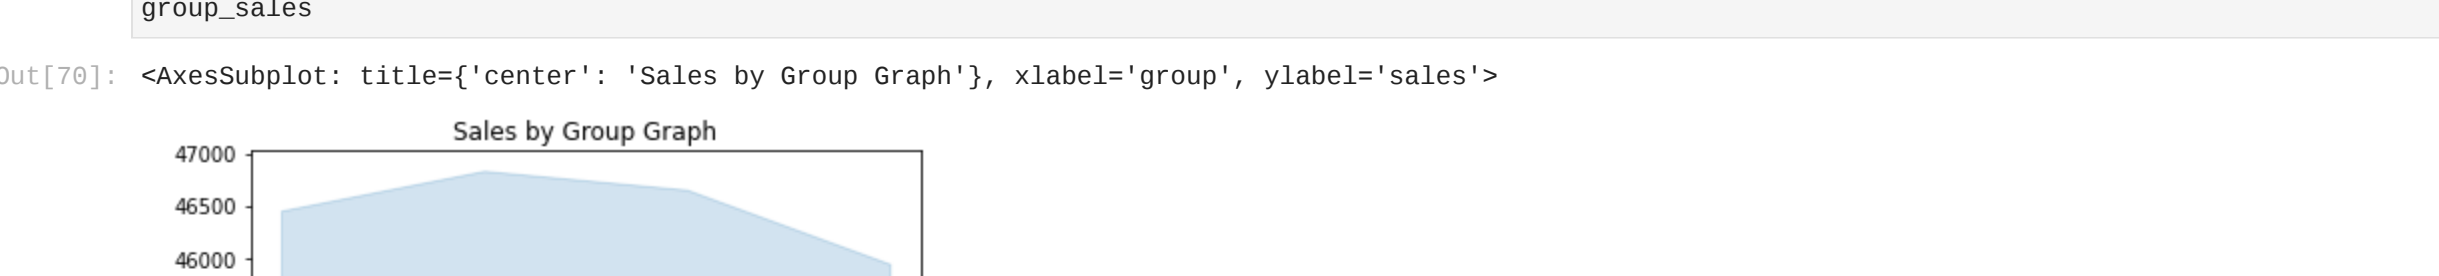 group_sales
Out[70]: <AxesSubplot: title={'center': 'Sales by Group Graph'}, xlabel='group', ylabel='sales'>
Sales by Group Graph
47000
46500
46000